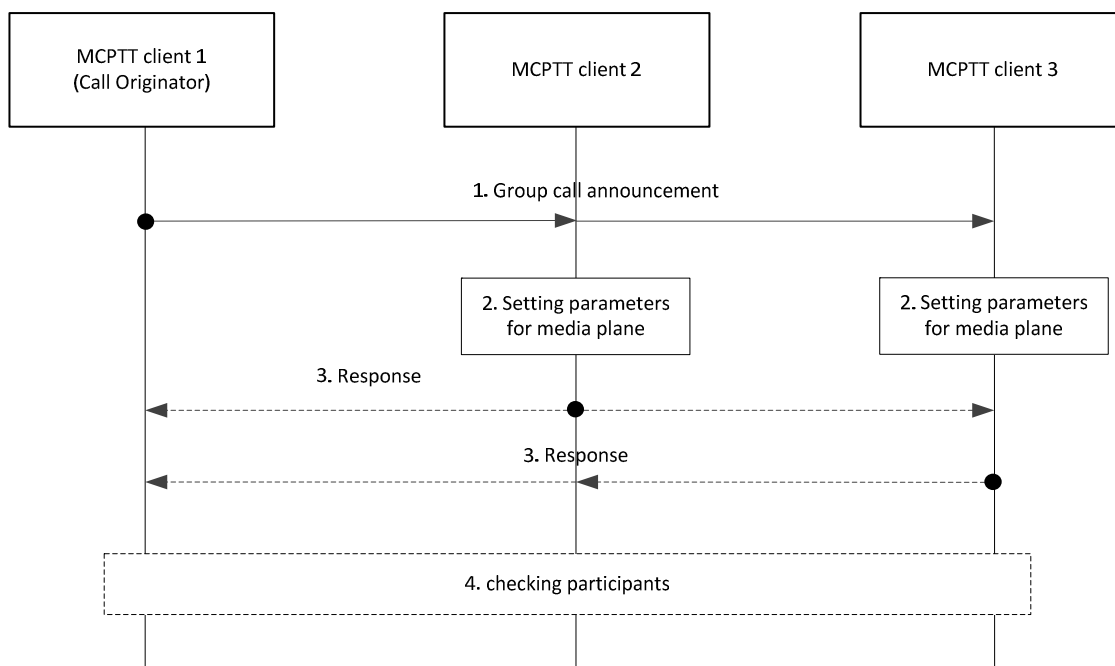 MCPTT client 1
(Call Originator)
MCPTT client 2
MCPTT client 3
1. Group call announcement
2. Setting parameters
for media plane
2. Setting parameters
for media plane
3. Response
3. Response
4. checking participants